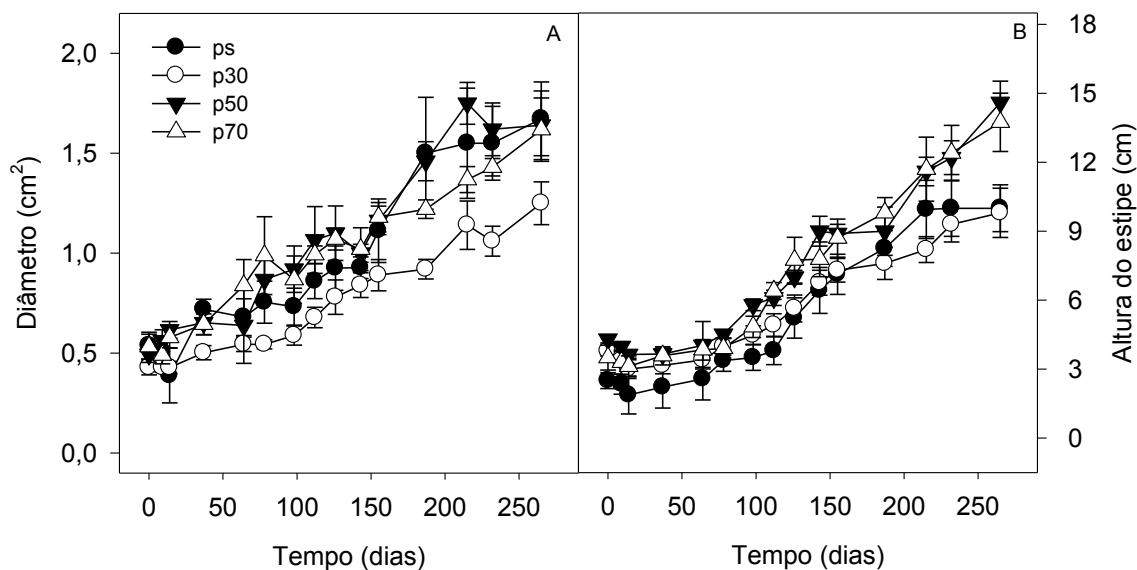 A
B
ps
p30
p50
p70
Diâmetro (cm²)
2,0
1,5
1,0
0,5
0,0
18
15
12
9
6
3
0
Altura do estipe (cm)
0 50 100 150 200 250
0 50 100 150 200 250
Tempo (dias)
Tempo (dias)